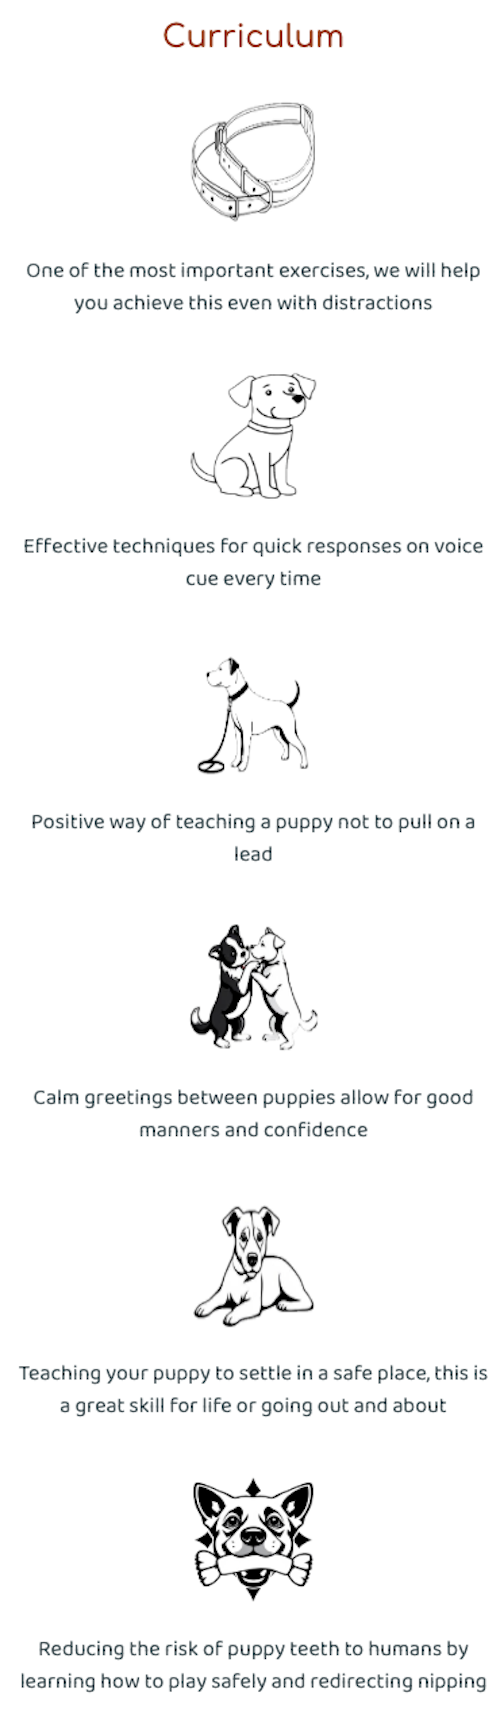 Curriculum
One of the most important exercises, we will help
you achieve this even with distractions
Effective techniques for quick responses on voice
cue every time
Positive way of teaching a puppy not to pull on a
lead
Calm greetings between puppies allow for good
manners and confidence
Teaching your puppy to settle in a safe place, this is
a great skill for life or going out and about
Reducing the risk of puppy teeth to humans by
learning how to play safely and redirecting nipping